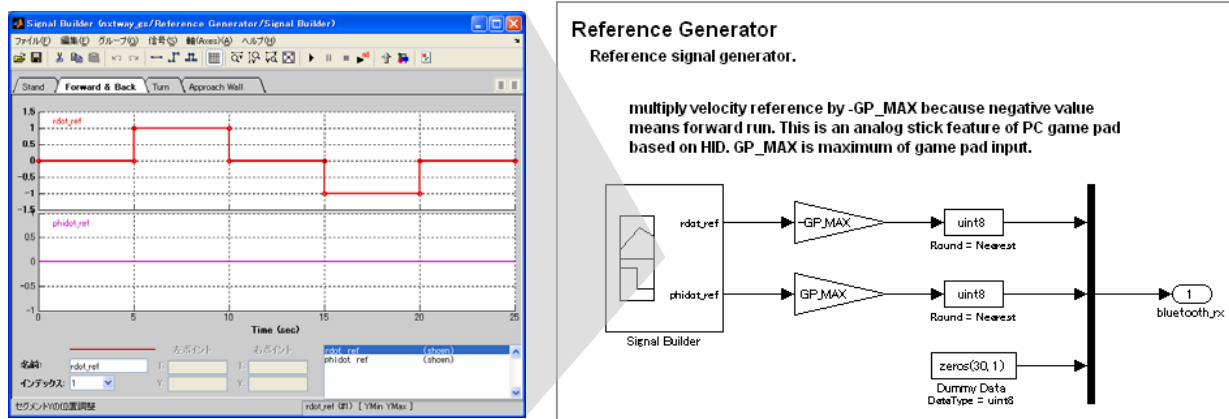 Signal Builder (nxtway_gs/Reference Generator/Signal Builder)
ファイル(F) 編集(E) グループ(G) 信号(S) 軸(Axes)(A) ヘルプ(H)
Stand Forward & Back Turn Approach Wall
1.5
rdot_ref
1
0.5
0
-0.5
-1
-1.5
1
phidot_ref
0.5
0
-0.5
-1
0 5 10 15 20 25
Time (sec)
左ポイント 右ポイント
名前: rdot_ref T: T:
インデックス: 1 Y: Y:
rdot_ref (shown)
phidot_ref (shown)
セグメントYの位置調整 rdot_ref (#1) [ YMin YMax ]
Reference Generator
Reference signal generator.
multiply velocity reference by -GP_MAX because negative value
means forward run. This is an analog stick feature of PC game pad
based on HID. GP_MAX is maximum of game pad input.
rdot_ref -GP_MAX uint8
Round = Nearest
phidot_ref GP_MAX uint8
Round = Nearest
1
bluetooth_rx
Signal Builder
zeros(30, 1)
Dummy Data
DataType = uint8